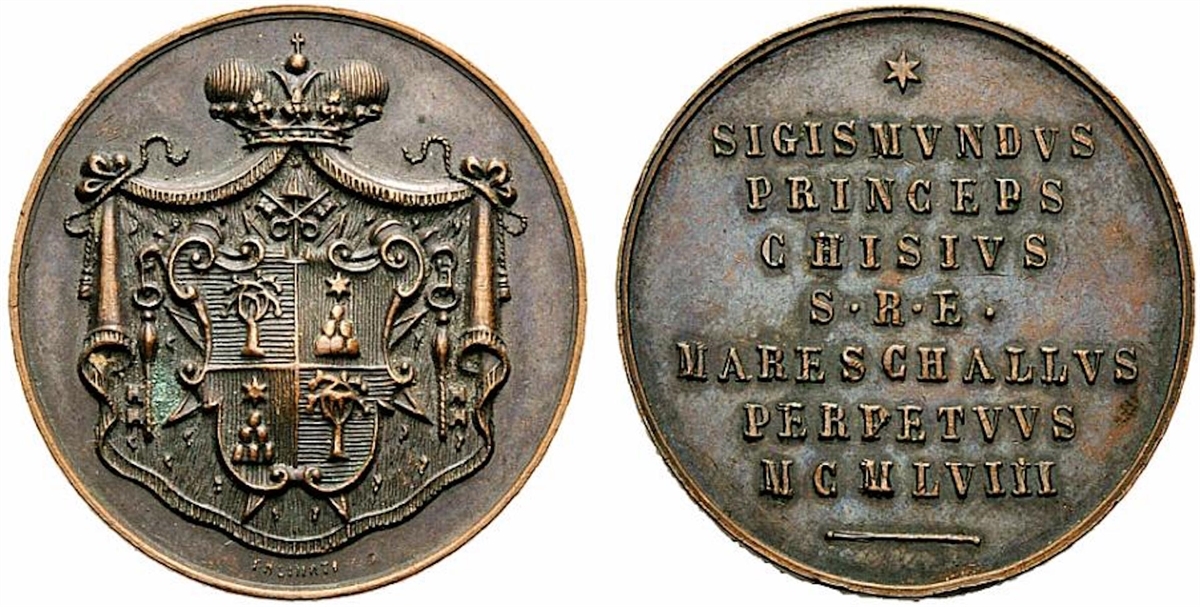 SIGISMVNDVS
PRINCEPS
CHISIVS
S·R·E·
MARESCHALLVS
PERPETVVS
MCMLVIII